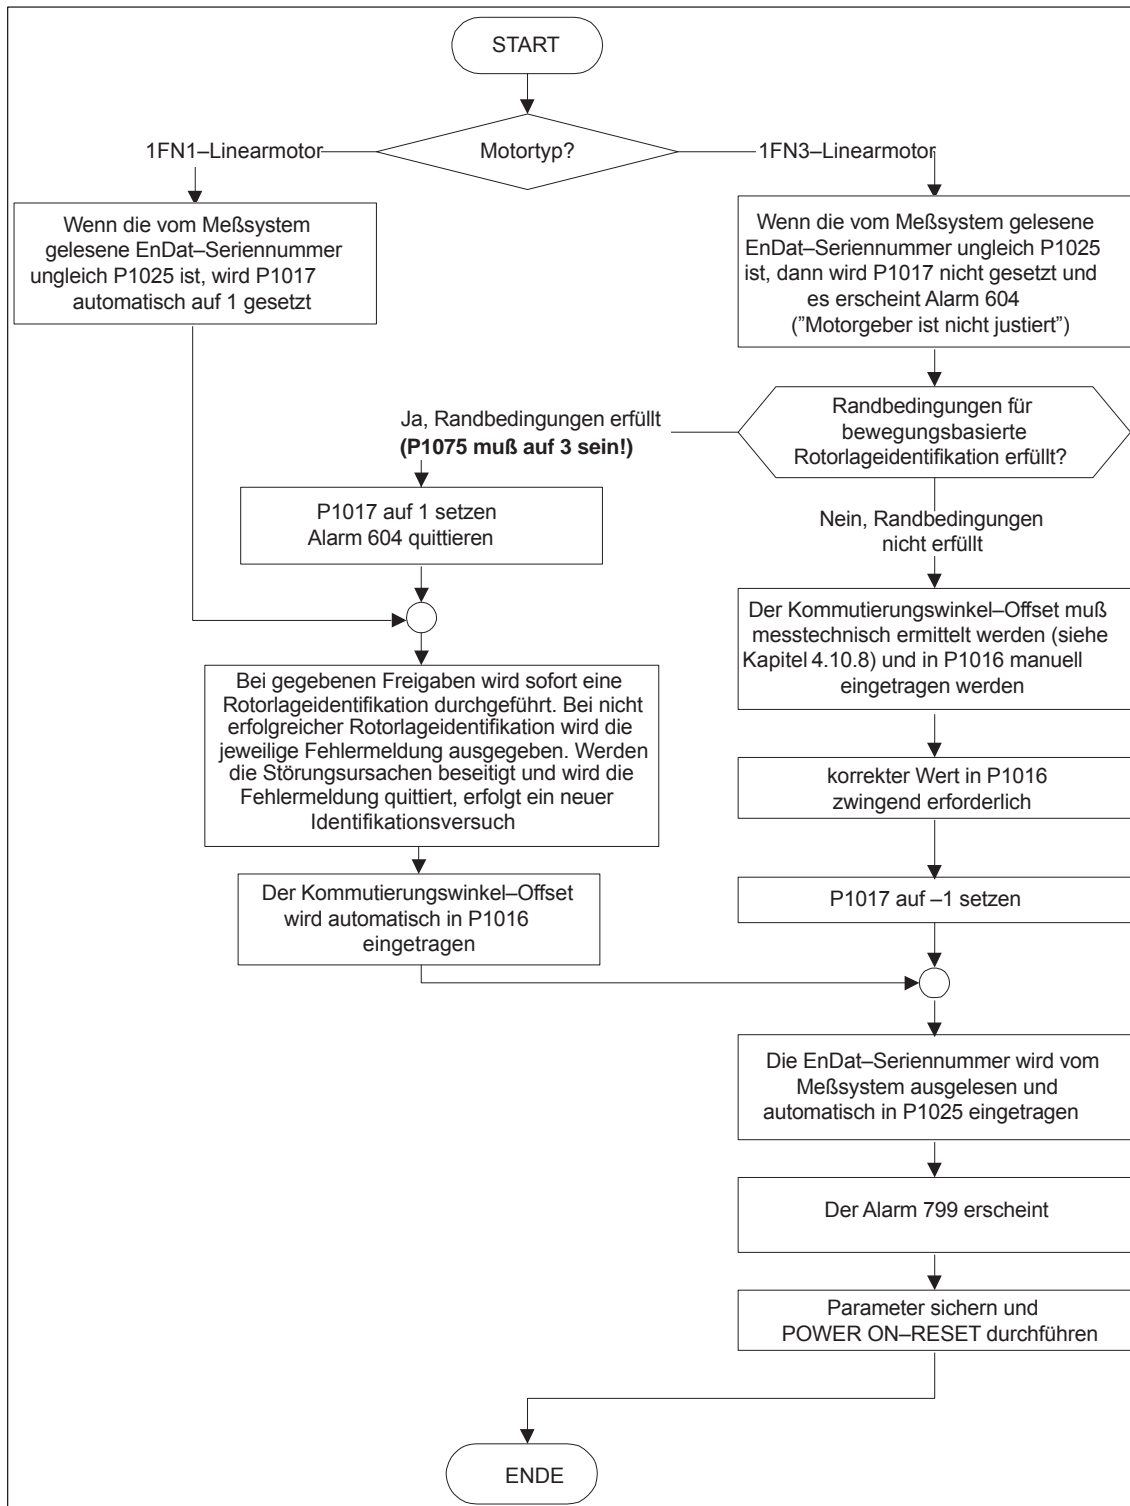 START
Motortyp?
1FN1–Linearmotor
1FN3–Linearmotor
Wenn die vom Meßsystem
gelesene EnDat–Seriennummer
ungleich P1025 ist, wird P1017
automatisch auf 1 gesetzt
Wenn die vom Meßsystem gelesene
EnDat–Seriennummer ungleich P1025
ist, dann wird P1017 nicht gesetzt und
es erscheint Alarm 604
(”Motorgeber ist nicht justiert”)
Randbedingungen für
bewegungsbasierte
Rotorlageidentifikation erfüllt?
Ja, Randbedingungen erfüllt
(P1075 muß auf 3 sein!)
P1017 auf 1 setzen
Alarm 604 quittieren
Nein, Randbedingungen
nicht erfüllt
Der Kommutierungswinkel–Offset muß
messtechnisch ermittelt werden (siehe
Kapitel 4.10.8) und in P1016 manuell
eingetragen werden
Bei gegebenen Freigaben wird sofort eine
Rotorlageidentifikation durchgeführt. Bei nicht
erfolgreicher Rotorlageidentifikation wird die
jeweilige Fehlermeldung ausgegeben. Werden
die Störungsursachen beseitigt und wird die
Fehlermeldung quittiert, erfolgt ein neuer
Identifikationsversuch
korrekter Wert in P1016
zwingend erforderlich
Der Kommutierungswinkel–Offset
wird automatisch in P1016
eingetragen
P1017 auf –1 setzen
Die EnDat–Seriennummer wird vom
Meßsystem ausgelesen und
automatisch in P1025 eingetragen
Der Alarm 799 erscheint
Parameter sichern und
POWER ON–RESET durchführen
ENDE